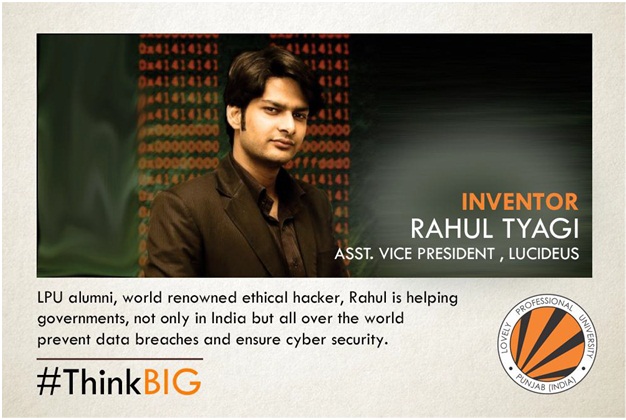 INVENTOR
RAHUL TYAGI
ASST. VICE PRESIDENT , LUCIDEUS
LPU alumni, world renowned ethical hacker, Rahul is helping
governments, not only in India but all over the world
prevent data breaches and ensure cyber security.
#ThinkBIG
LOVELY PROFESSIONAL UNIVERSITY
PUNJAB (INDIA)